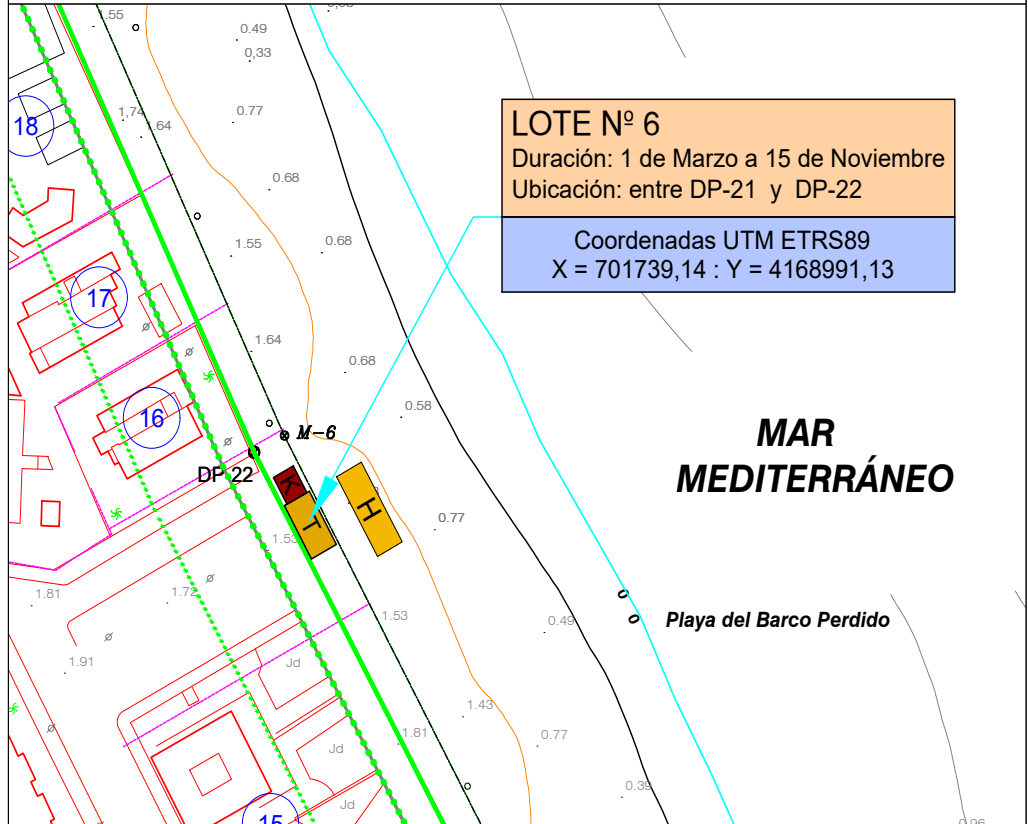 1.55
0.49
0,33
1,74
1.64
0.77
18
LOTE Nº 6
Duración: 1 de Marzo a 15 de Noviembre
Ubicación: entre DP-21 y DP-22
Coordenadas UTM ETRS89
X = 701739,14 : Y = 4168991,13
0.68
1.55
0.68
17
1.64
0.68
0.58
16
M-6
DP 22
MAR
MEDITERRÁNEO
K
T
H
0.77
1.53
1.81
1.72
1.53
0.49
Playa del Barco Perdido
1.91
Jd
1.43
1.81
0.77
Jd
0.39
Jd
15
0.96